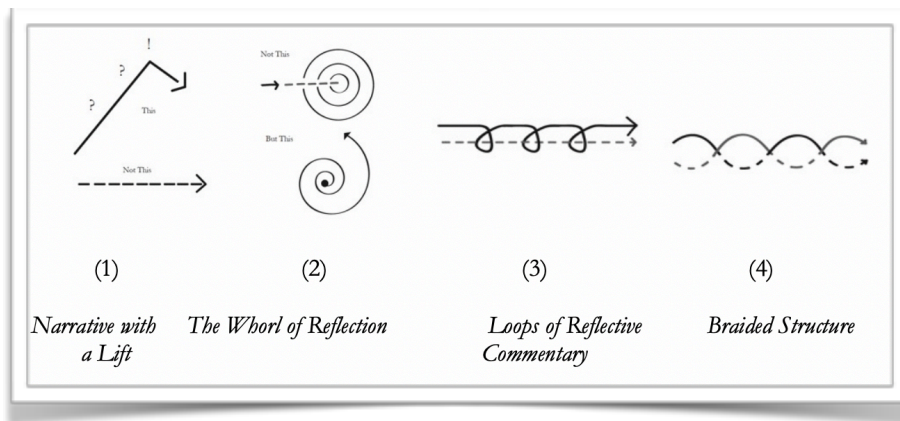 !
?
?
This
Not This
Not This
But This
(1)
(2)
(3)
(4)
Narrative with
a Lift
The Whorl of Reflection
Loops of Reflective
Commentary
Braided Structure